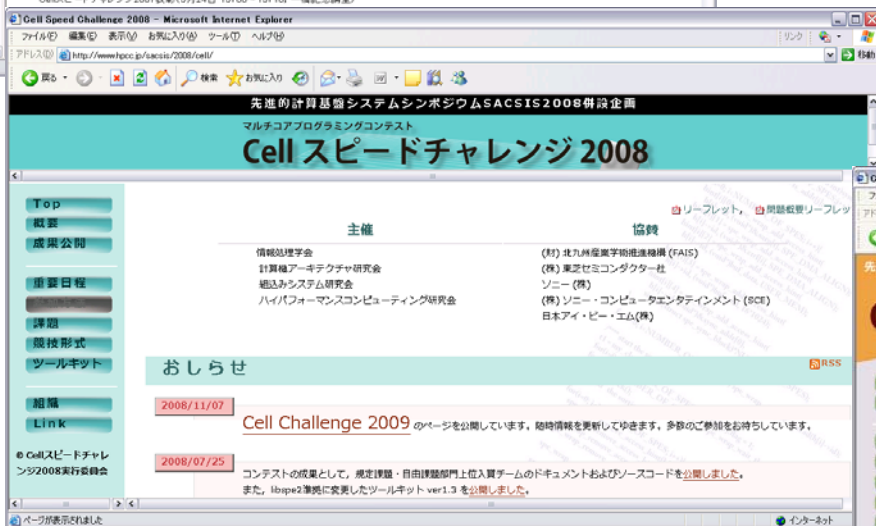 Cell Speed Challenge 2008 - Microsoft Internet Explorer
ファイル(F) 編集(E) 表示(V) お気に入り(A) ツール(T) ヘルプ(H)
リンク
アドレス(D) http://www.hpcc.jp/sacsis/2008/cell/
移動
戻る 検索 お気に入り
先進的計算基盤システムシンポジウムSACSIS2008併設企画
マルチコアプログラミングコンテスト
Cell スピードチャレンジ 2008
Top
概要
成果公開
重要日程
課題
競技形式
ツールキット
組織
Link
© Cellスピードチャレ
ンジ2008実行委員会
リーフレット, 問題概要リーフレッ
主催
情報処理学会
計算機アーキテクチャ研究会
組込みシステム研究会
ハイパフォーマンスコンピューティング研究会
協賛
(財) 北九州産業学術推進機構 (FAIS)
(株) 東芝セミコンダクター社
ソニー (株)
(株) ソニー・コンピュータエンタテインメント (SCE)
日本アイ・ビー・エム(株)
おしらせ
RSS
2008/11/07
Cell Challenge 2009 のページを公開しています。随時情報を更新してゆきます。多数のご参加をお待ちしています。
2008/07/25
コンテストの成果として，規定課題・自由課題部門上位入賞チームのドキュメントおよびソースコードを公開しました。
また，libspe2準拠に変更したツールキット ver1.3 を公開しました。
ページが表示されました
インターネット